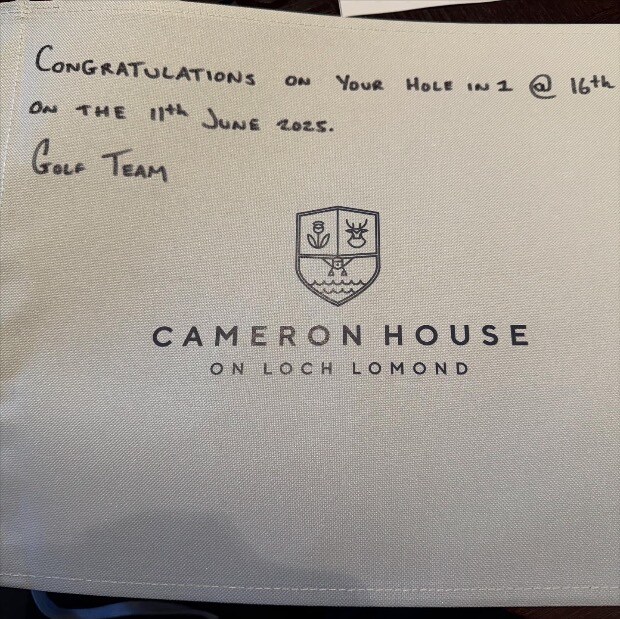 CONGRATULATIONS ON YOUR HOLE IN 1 @ 16th
ON THE 11th JUNE 2025.
GOLF TEAM
CAMERON HOUSE
ON LOCH LOMOND